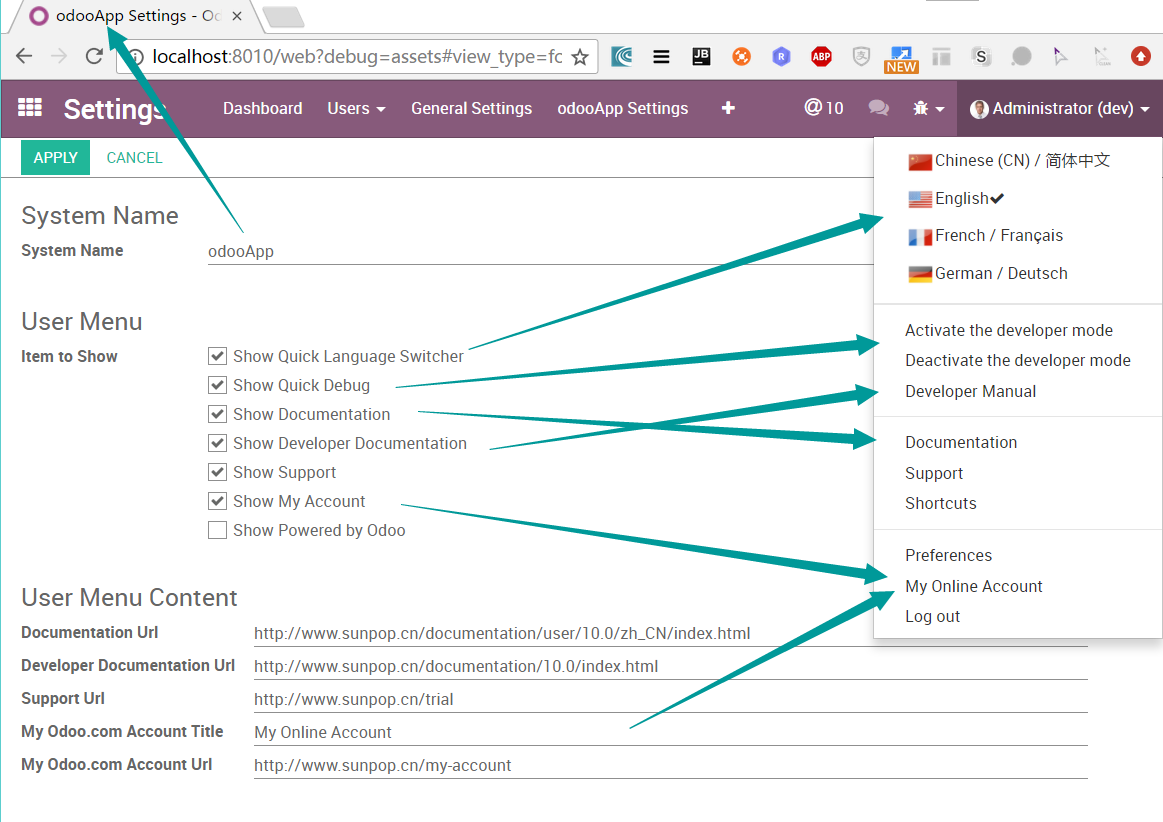 odooApp Settings - Od
localhost:8010/web?debug=assets#view_type=fo
JB
R
ABP
支
NEW
S
Settings
Dashboard
Users
General Settings
odooApp Settings
@ 10
Administrator (dev)
APPLY
CANCEL
Chinese (CN) / 简体中文
English
French / Français
German / Deutsch
Activate the developer mode
Deactivate the developer mode
Developer Manual
Documentation
Support
Shortcuts
Preferences
My Online Account
Log out
System Name
System Name odooApp
User Menu
Item to Show
Show Quick Language Switcher
Show Quick Debug
Show Documentation
Show Developer Documentation
Show Support
Show My Account
Show Powered by Odoo
User Menu Content
Documentation Url http://www.sunpop.cn/documentation/user/10.0/zh_CN/index.html
Developer Documentation Url http://www.sunpop.cn/documentation/10.0/index.html
Support Url http://www.sunpop.cn/trial
My Odoo.com Account Title My Online Account
My Odoo.com Account Url http://www.sunpop.cn/my-account